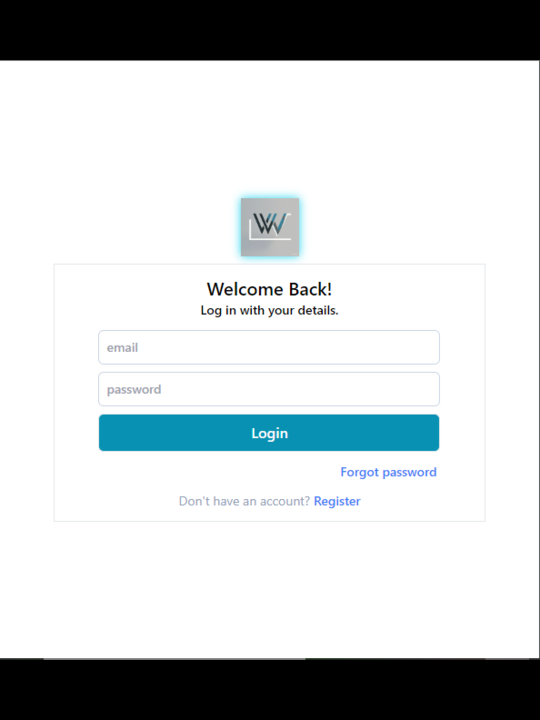 Welcome Back!
Log in with your details.
email
password
Login
Forgot password
Don't have an account? Register